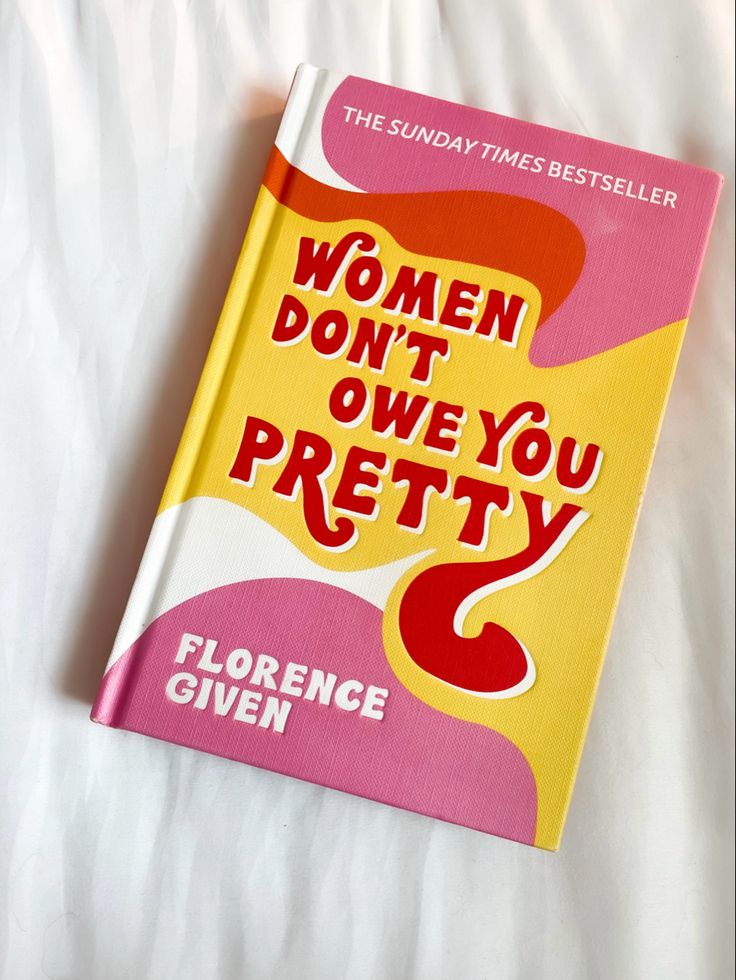 THE SUNDAY TIMES BESTSELLER
WOMEN
DON'T
OWE YOU
PRETTY
FLORENCE
GIVEN